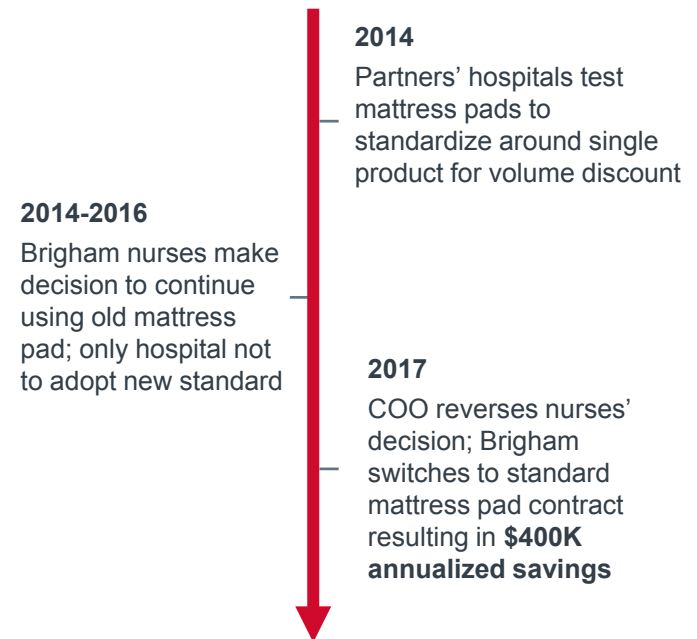 2014
Partners’ hospitals test
mattress pads to
standardize around single
product for volume discount
2014-2016
Brigham nurses make
decision to continue
using old mattress
pad; only hospital not
to adopt new standard
2017
COO reverses nurses’
decision; Brigham
switches to standard
mattress pad contract
resulting in $400K
annualized savings